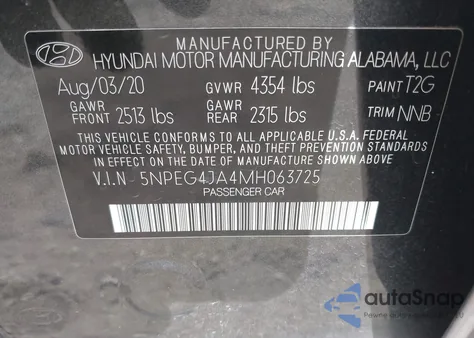 MANUFACTURED BY
HYUNDAI MOTOR MANUFACTURING ALABAMA, LLC
Aug/03/20 GVWR 4354 lbs PAINT T2G
GAWR FRONT 2513 lbs GAWR REAR 2315 lbs TRIM NNB
THIS VEHICLE CONFORMS TO ALL APPLICABLE U.S.A. FEDERAL
MOTOR VEHICLE SAFETY, BUMPER, AND THEFT PREVENTION STANDARDS
IN EFFECT ON THE DATE OF MANUFACTURE SHOWN ABOVE.
V.I.N 5NPEG4JA4MH063725
PASSENGER CAR
autoSnap